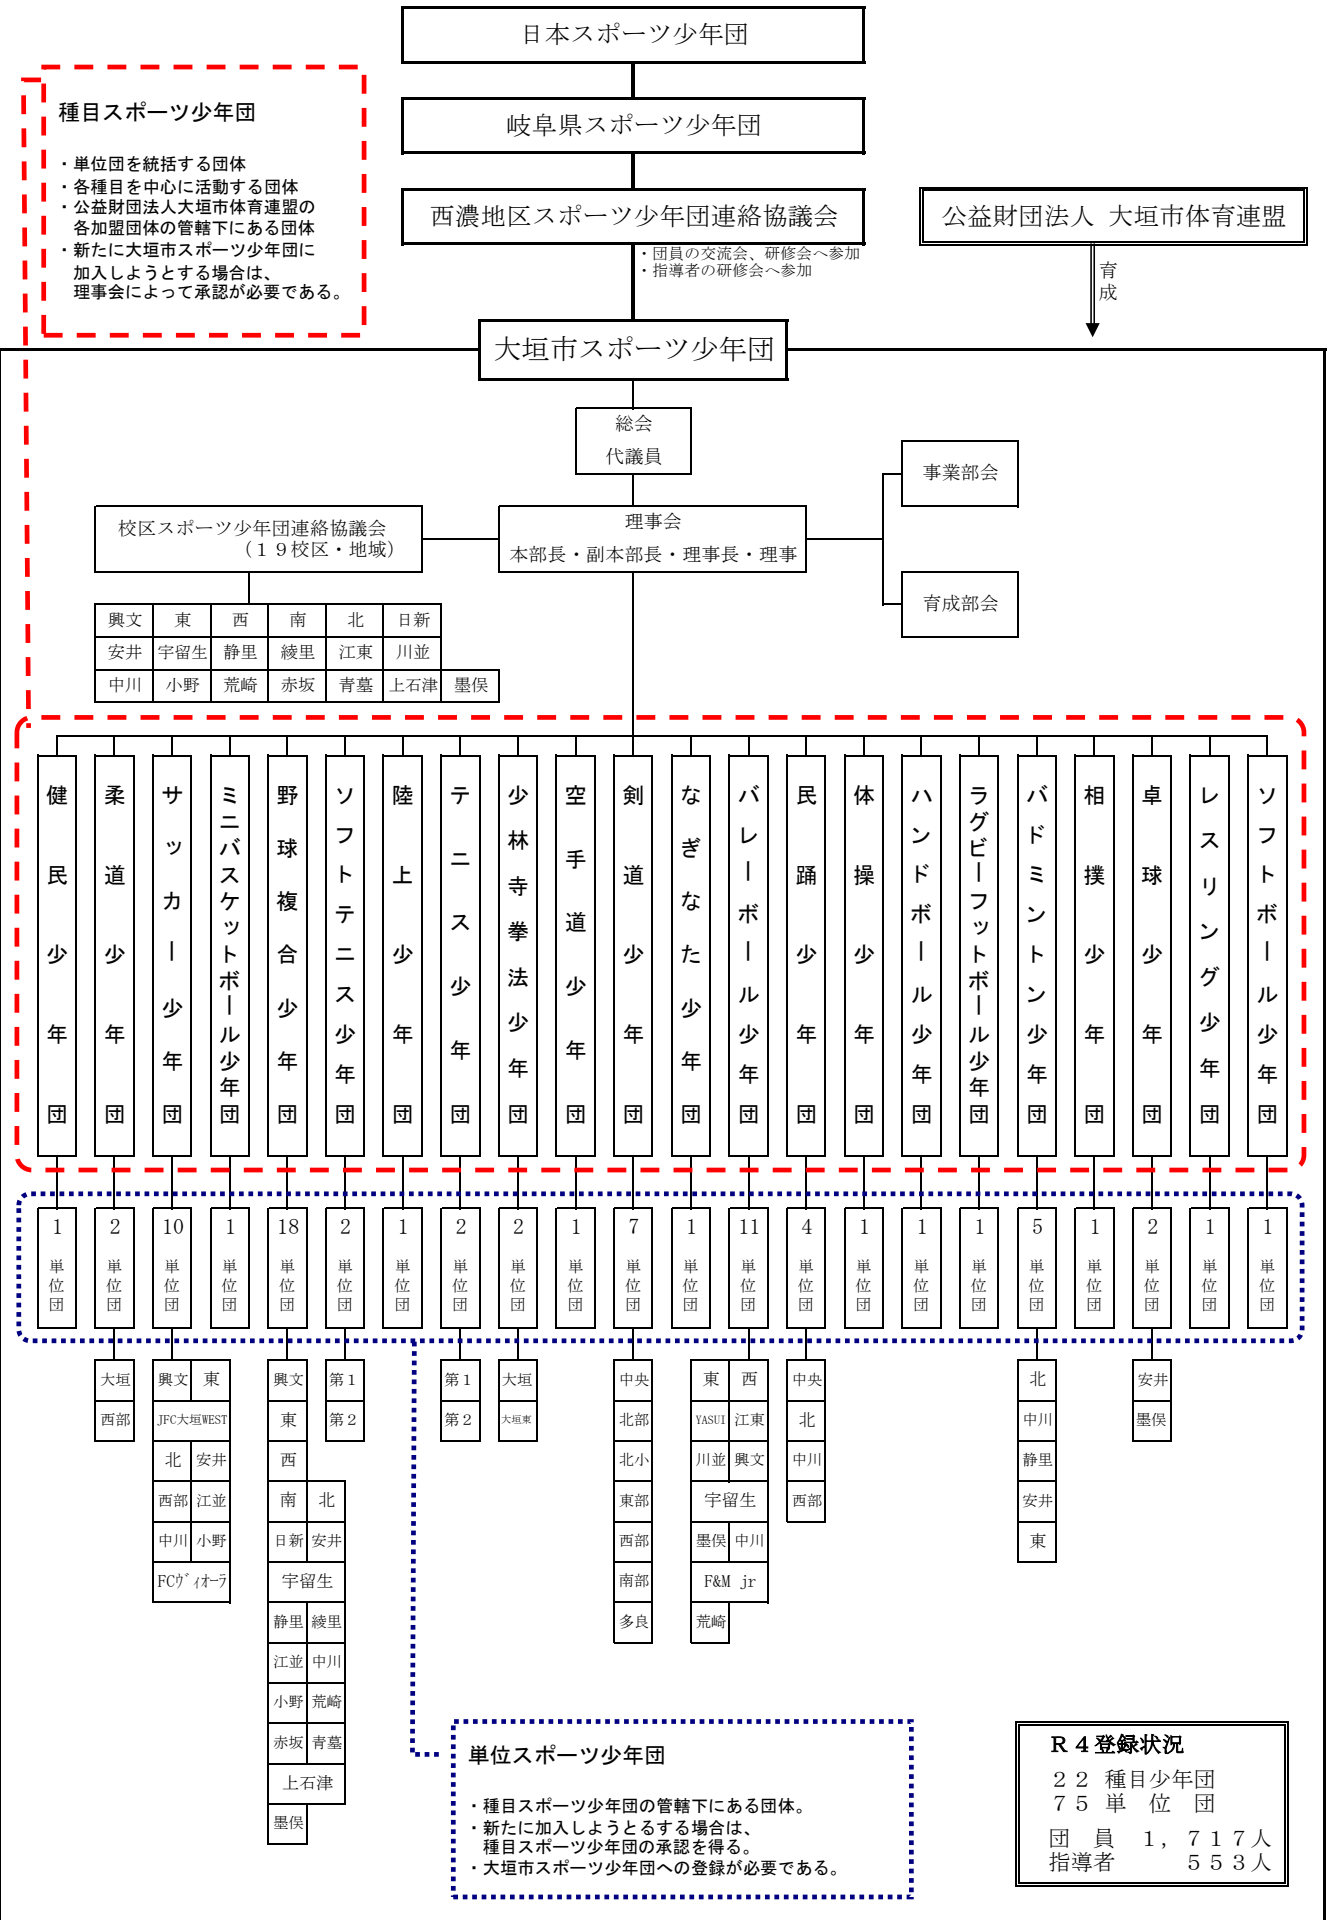 日本スポーツ少年団
岐阜県スポーツ少年団
西濃地区スポーツ少年団連絡協議会
・団員の交流会、研修会へ参加
・指導者の研修会へ参加
公益財団法人 大垣市体育連盟
育成
種目スポーツ少年団
・単位団を統括する団体
・各種目を中心に活動する団体
・公益財団法人大垣市体育連盟の
各加盟団体の管轄下にある団体
・新たに大垣市スポーツ少年団に
加入しようとする場合は、
理事会によって承認が必要である。
大垣市スポーツ少年団
総会
代議員
事業部会
理事会
本部長・副本部長・理事長・理事
校区スポーツ少年団連絡協議会
（１９校区・地域）
育成部会
興文 東 西 南 北 日新
安井 宇留生 静里 綾里 江東 川並
中川 小野 荒崎 赤坂 青墓 上石津 墨俣
健民少年団
柔道少年団
サッカー少年団
ミニバスケットボール少年団
野球複合少年団
ソフトテニス少年団
陸上少年団
テニス少年団
少林寺拳法少年団
空手道少年団
剣道少年団
なぎなた少年団
バレーボール少年団
民踊少年団
体操少年団
ハンドボール少年団
ラグビーフットボール少年団
バドミントン少年団
相撲少年団
卓球少年団
レスリング少年団
ソフトボール少年団
1 単位団
2 単位団
10 単位団
1 単位団
18 単位団
2 単位団
1 単位団
2 単位団
2 単位団
1 単位団
7 単位団
1 単位団
11 単位団
4 単位団
1 単位団
1 単位団
1 単位団
5 単位団
1 単位団
2 単位団
1 単位団
1 単位団
大垣
西部
興文 東
JFC大垣WEST
北 安井
西部 江並
中川 小野
FCヴィオーラ
興文
東
西
南 北
日新 安井
宇留生
静里 綾里
江並 中川
小野 荒崎
赤坂 青墓
上石津
墨俣
第１
第２
第１
第２
大垣
大垣東
中央
北部
北小
東部
西部
南部
多良
東 西
YASUI 江東
川並 興文
宇留生
墨俣 中川
F&M jr
荒崎
中央
北
中川
西部
北
中川
静里
安井
東
安井
墨俣
単位スポーツ少年団
・種目スポーツ少年団の管轄下にある団体。
・新たに加入しようとるする場合は、
種目スポーツ少年団の承認を得る。
・大垣市スポーツ少年団への登録が必要である。
Ｒ４登録状況
２２ 種目少年団
７５ 単 位 団
団 員 １，７１７人
指導者 ５５３人